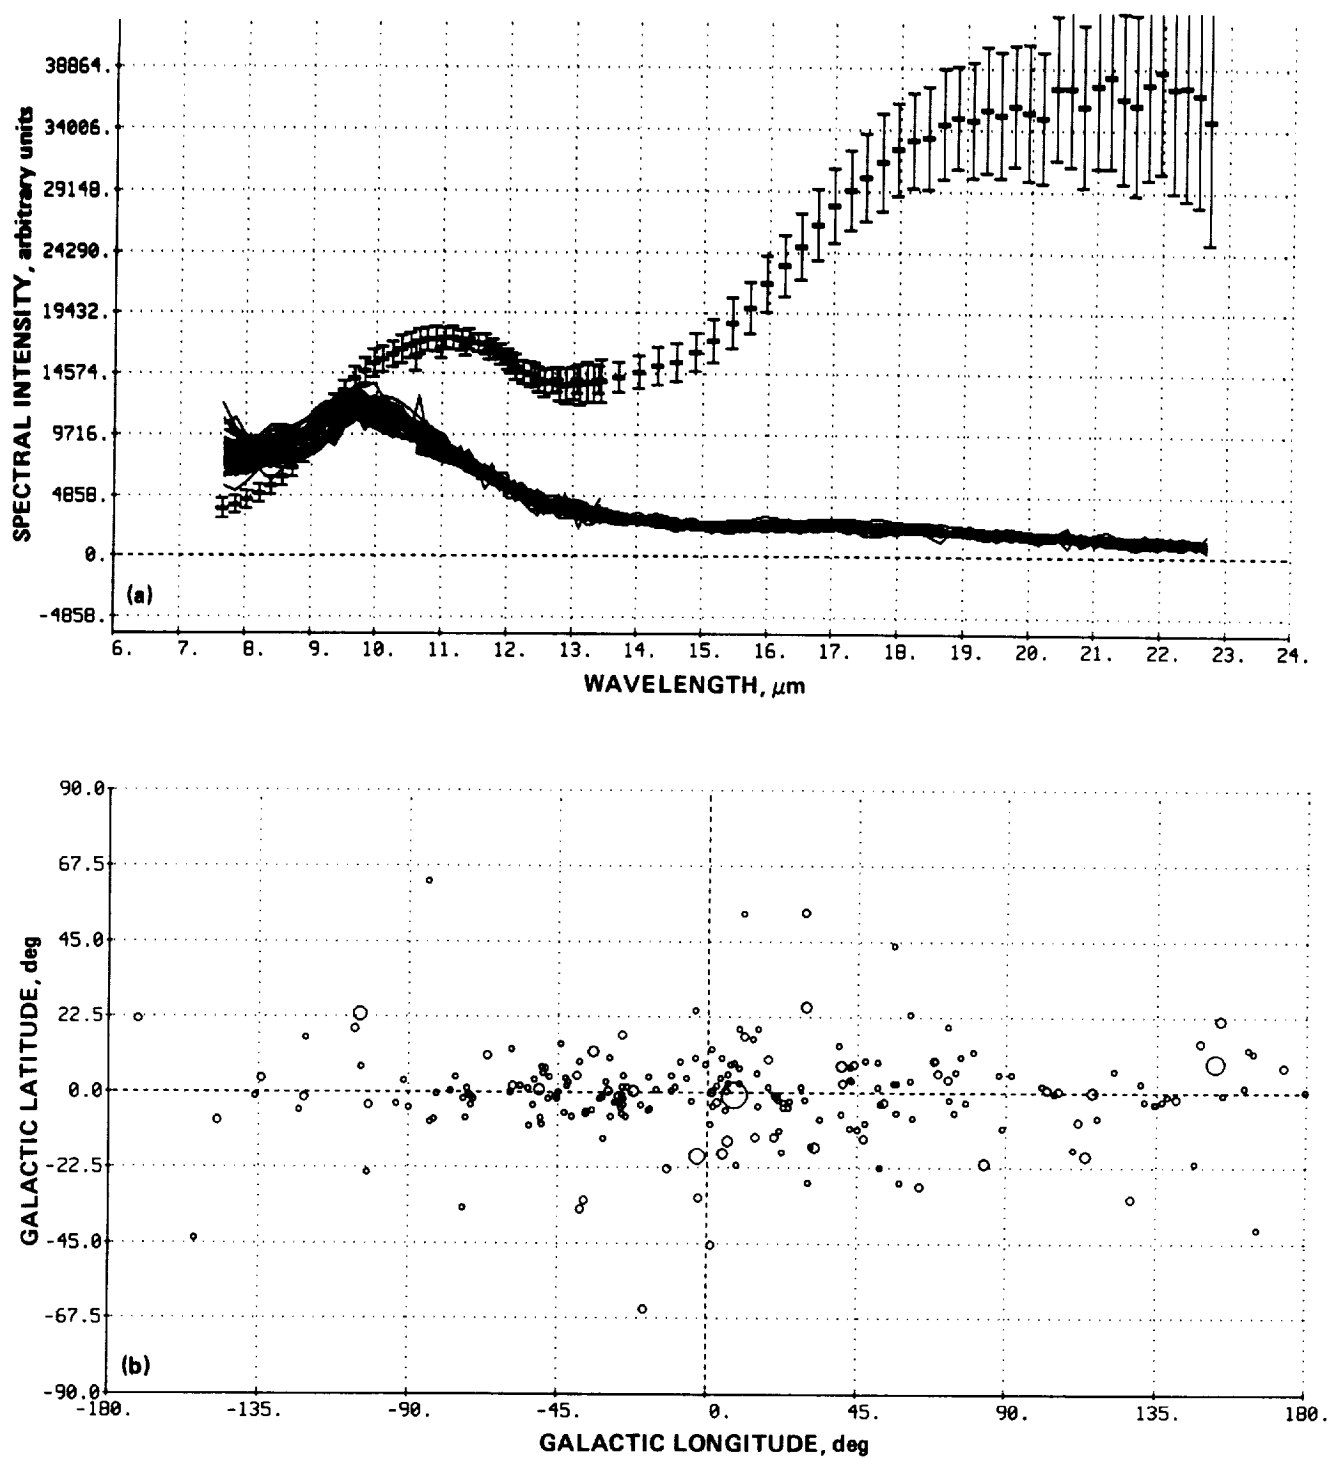 38864.
34006.
29148.
24290.
19432.
14574.
9716.
4858.
0.
-4858.
SPECTRAL INTENSITY, arbitrary units
(a)
6. 7. 8. 9. 10. 11. 12. 13. 14. 15. 16. 17. 18. 19. 20. 21. 22. 23. 24.
WAVELENGTH, μm
90.0
67.5
45.0
22.5
0.0
-22.5
-45.0
-67.5
-90.0
GALACTIC LATITUDE, deg
(b)
-180. -135. -90. -45. 0. 45. 90. 135. 180.
GALACTIC LONGITUDE, deg